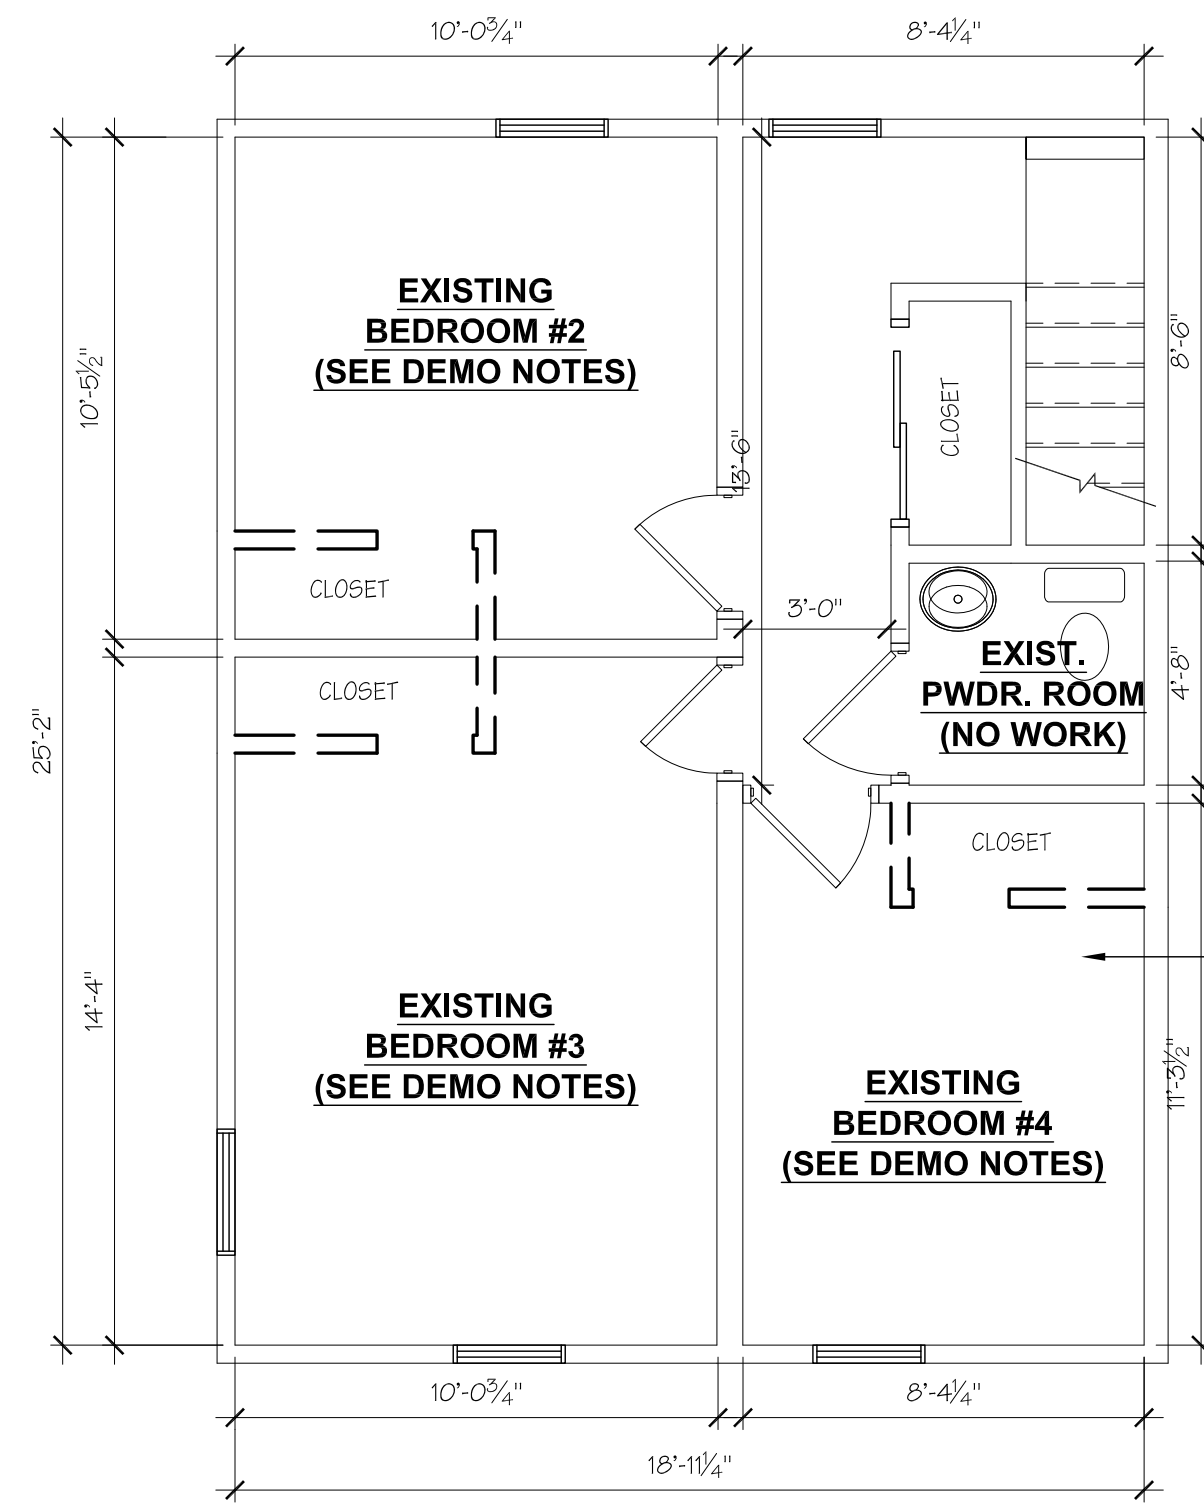 10'-0¾"
8'-4¼"
EXISTING
BEDROOM #2
(SEE DEMO NOTES)
10'-5½"
8'-6"
CLOSET
13'-6"
CLOSET
3'-0"
EXIST.
PWDR. ROOM
(NO WORK)
4'-8"
CLOSET
25'-2"
CLOSET
14'-4"
EXISTING
BEDROOM #3
(SEE DEMO NOTES)
11'-3½"
EXISTING
BEDROOM #4
(SEE DEMO NOTES)
10'-0¾"
8'-4¼"
18'-11¼"